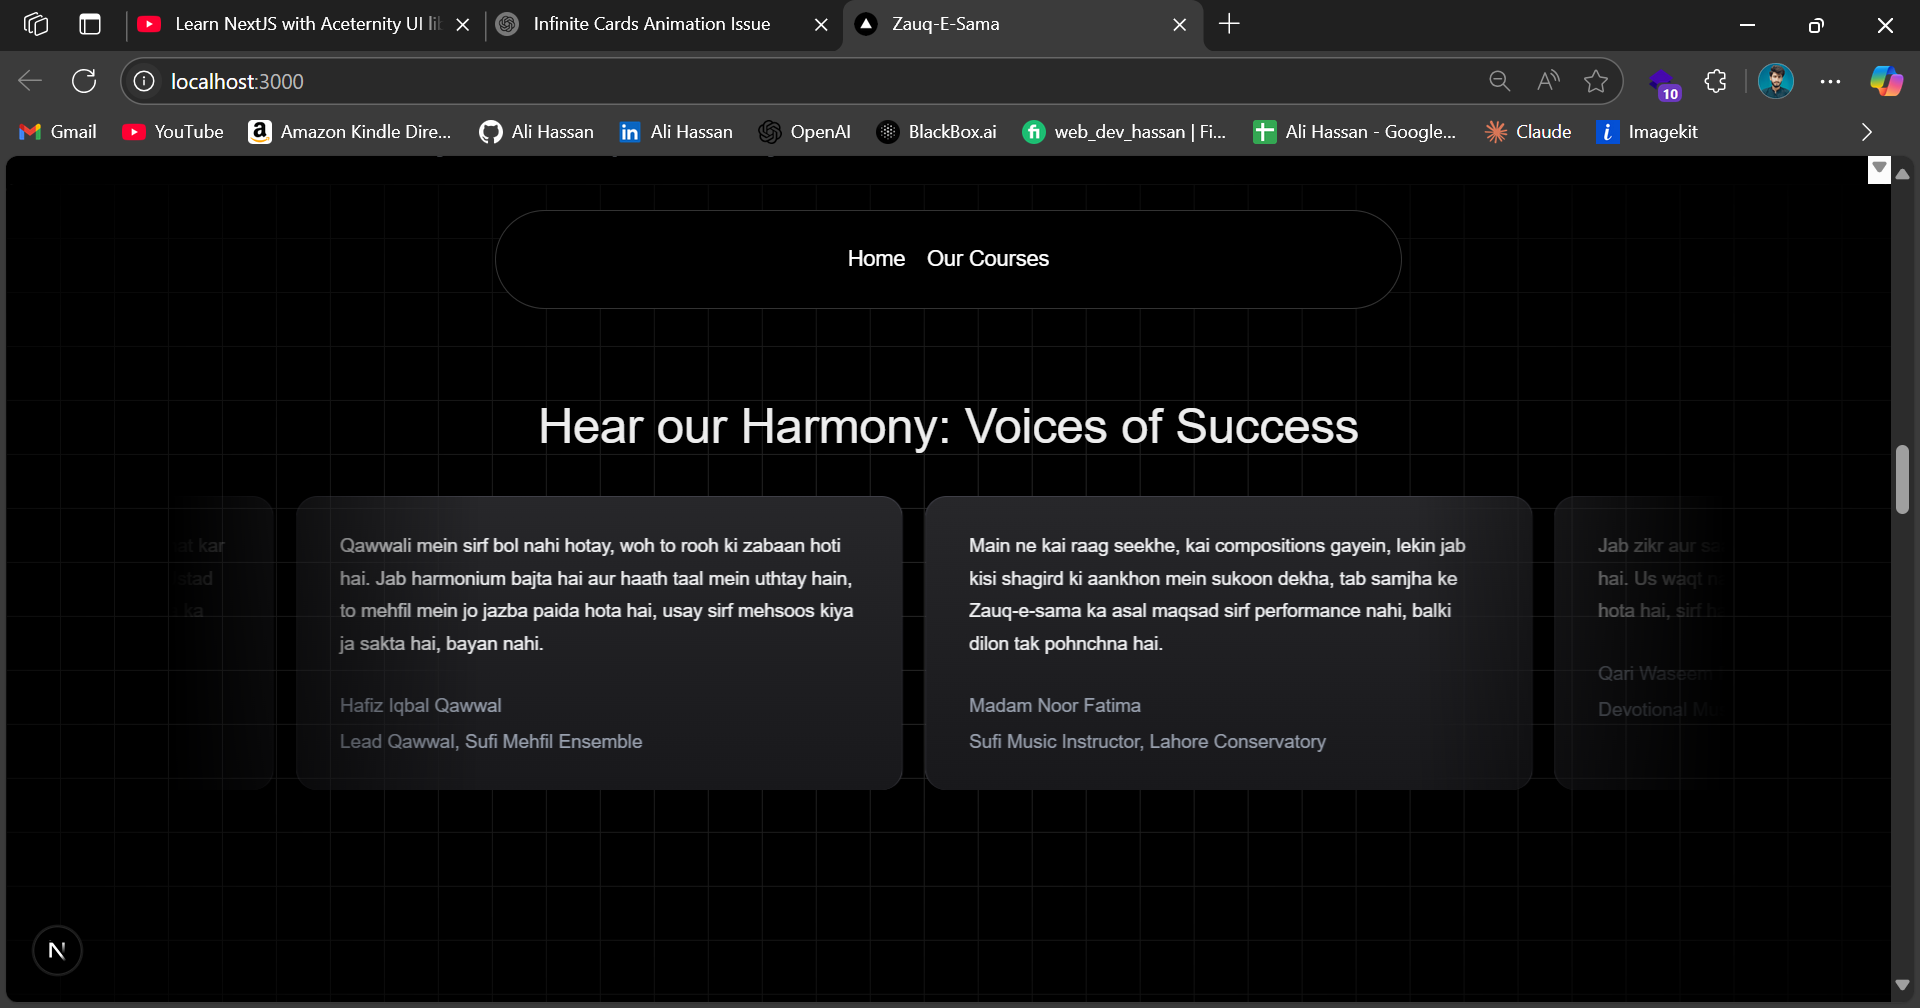 Learn NextJS with Aceternity UI lib
Infinite Cards Animation Issue
Zauq-E-Sama
localhost:3000
10
Gmail
YouTube
Amazon Kindle Dire...
Ali Hassan
Ali Hassan
OpenAI
BlackBox.ai
web_dev_hassan | Fi...
Ali Hassan - Google...
Claude
Imagekit
Home Our Courses
Hear our Harmony: Voices of Success
at kar
stad
ka
Qawwali mein sirf bol nahi hotay, woh to rooh ki zabaan hoti
hai. Jab harmonium bajta hai aur haath taal mein uthtay hain,
to mehfil mein jo jazba paida hota hai, usay sirf mehsoos kiya
ja sakta hai, bayan nahi.
Hafiz Iqbal Qawwal
Lead Qawwal, Sufi Mehfil Ensemble
Main ne kai raag seekhe, kai compositions gayein, lekin jab
kisi shagird ki aankhon mein sukoon dekha, tab samjha ke
Zauq-e-sama ka asal maqsad sirf performance nahi, balki
dilon tak pohnchna hai.
Madam Noor Fatima
Sufi Music Instructor, Lahore Conservatory
Jab zikr aur sa
hai. Us waqt
hota hai, sirf
Qari Waseem
Devotional
N